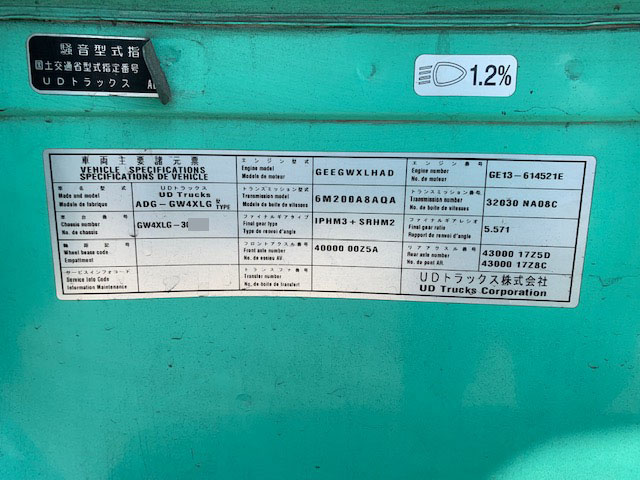 騒音型式指
国土交通省型式指定番号
UDトラックス
1.2%
車両主要諸元票
VEHICLE SPECIFICATIONS
SPECIFICATIONS DE VEHICLE
車名
Make and model
Modele de fabrique
UDトラックス
UD Trucks
ADG-GW4XLG 型 TYPE
車台番号
Chassis number
No. de chassis
GW4XLG-3
軸距記号
Wheel base code
Empattement
サービスインフォコード
Service Info Code
Information Maintenance
エンジン型式
Engine model
Modele de moteur
GEEGWXLHAD
トランスミッション型式
Transmission model
Modele de boite de vitesses
6M200A8AQA
ファイナルギアタイプ
Final gear type
Type de renvoi d'angle
IPHM3+SRHM2
フロントアクスル番号
Front axle number
No. de essieu AV.
40000 00Z5A
トランスファ番号
Transfer number
No. de boite de transfert
エンジン番号
Engine number
No. de moteur
GE13-614521E
トランスミッション番号
Transmission number
No. de boite de vitesses
32030 NA08C
ファイナルギアレシオ
Final gear ratio
Rapport de renvoi d'angle
5.571
リアアクスル番号
Rear axle number
No. de pont AR.
43000 17Z5D
43000 17Z8C
UDトラックス株式会社
UD Trucks Corporation